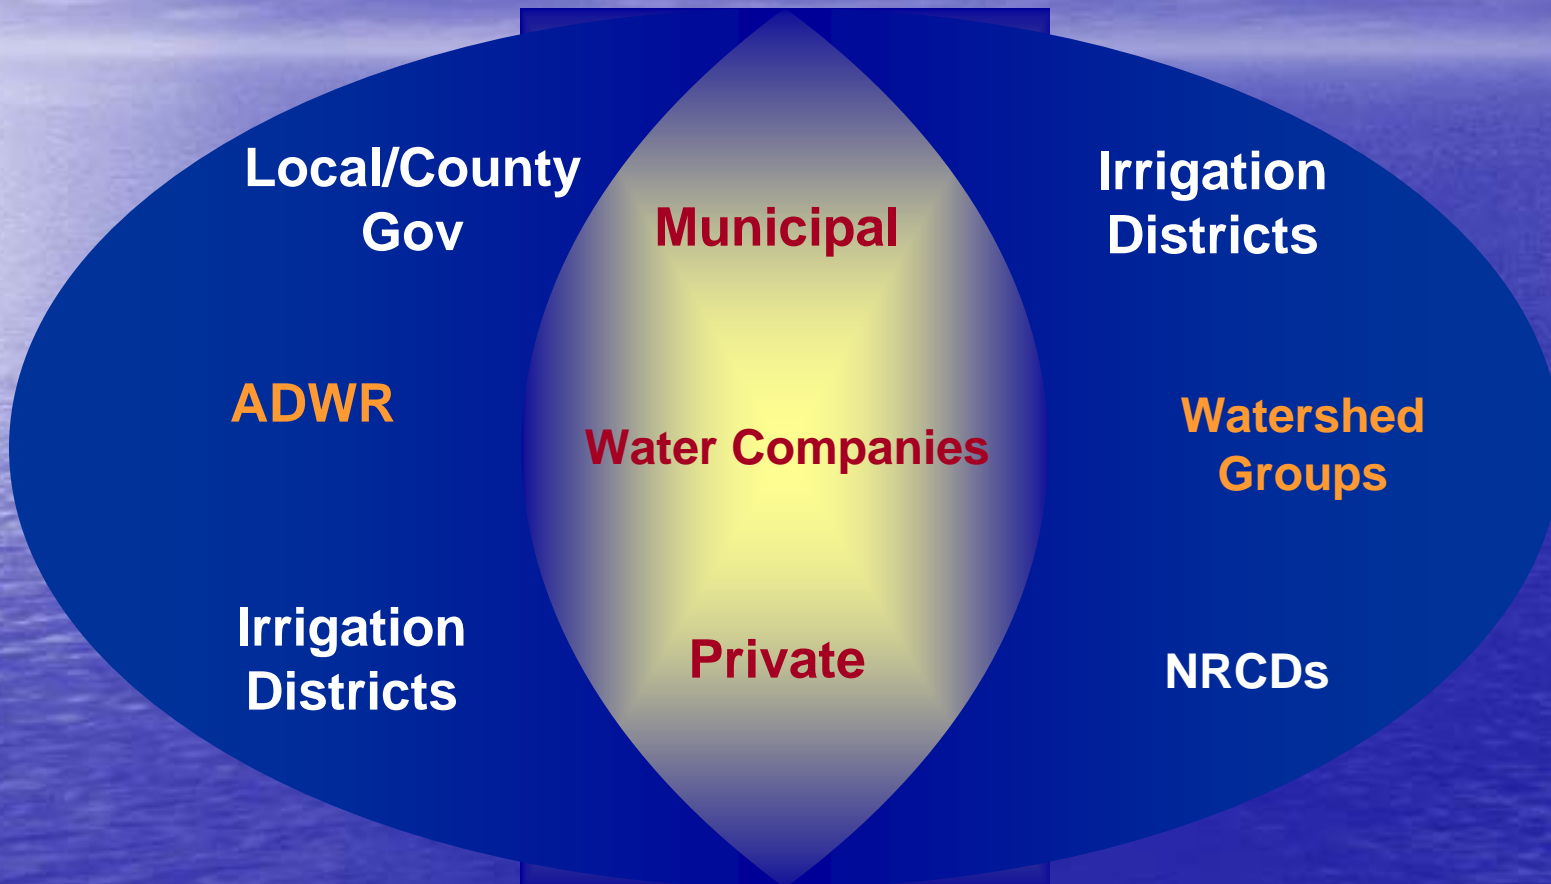 Local/County
Gov
ADWR
Irrigation
Districts
Municipal
Water Companies
Private
Irrigation
Districts
Watershed
Groups
NRCDs